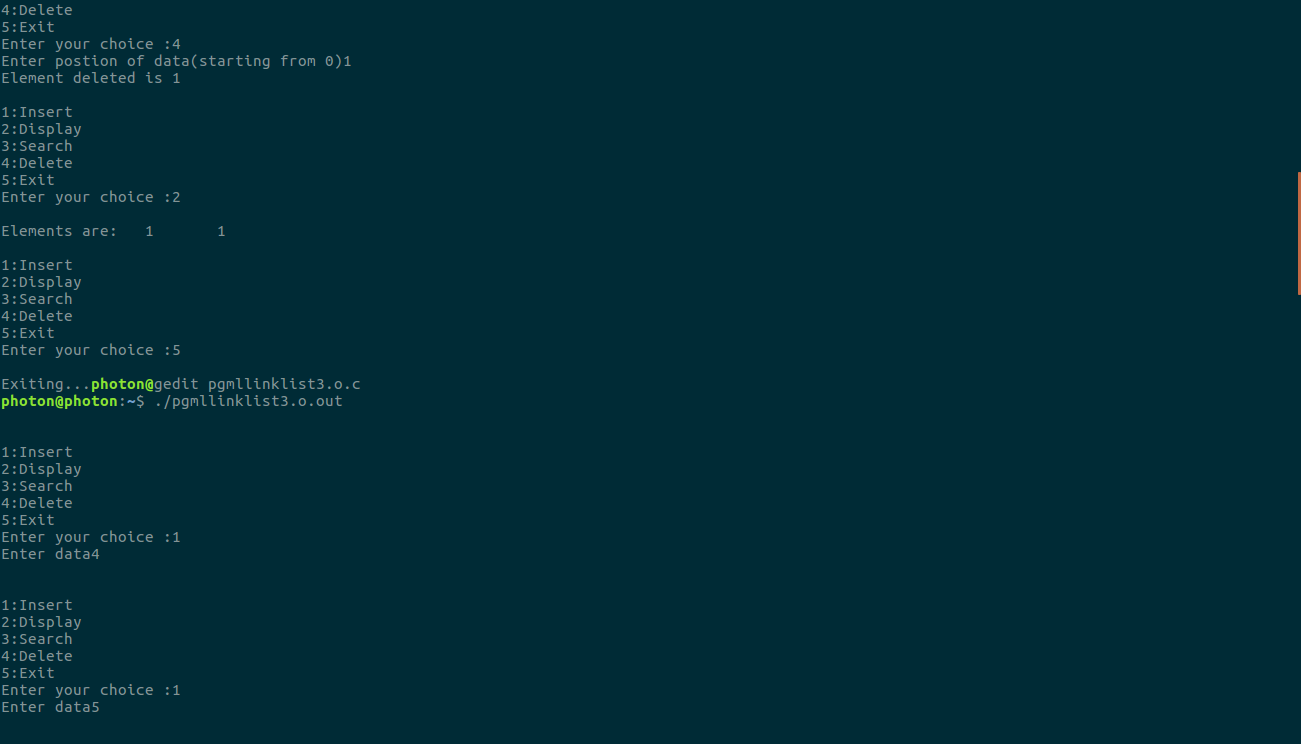 4:Delete
5:Exit
Enter your choice :4
Enter postion of data(starting from 0)1
Element deleted is 1
1:Insert
2:Display
3:Search
4:Delete
5:Exit
Enter your choice :2
Elements are:   1       1
1:Insert
2:Display
3:Search
4:Delete
5:Exit
Enter your choice :5
Exiting...photon@gedit pgmllinklist3.o.c
photon@photon:~$ ./pgmllinklist3.o.out
1:Insert
2:Display
3:Search
4:Delete
5:Exit
Enter your choice :1
Enter data4
1:Insert
2:Display
3:Search
4:Delete
5:Exit
Enter your choice :1
Enter data5